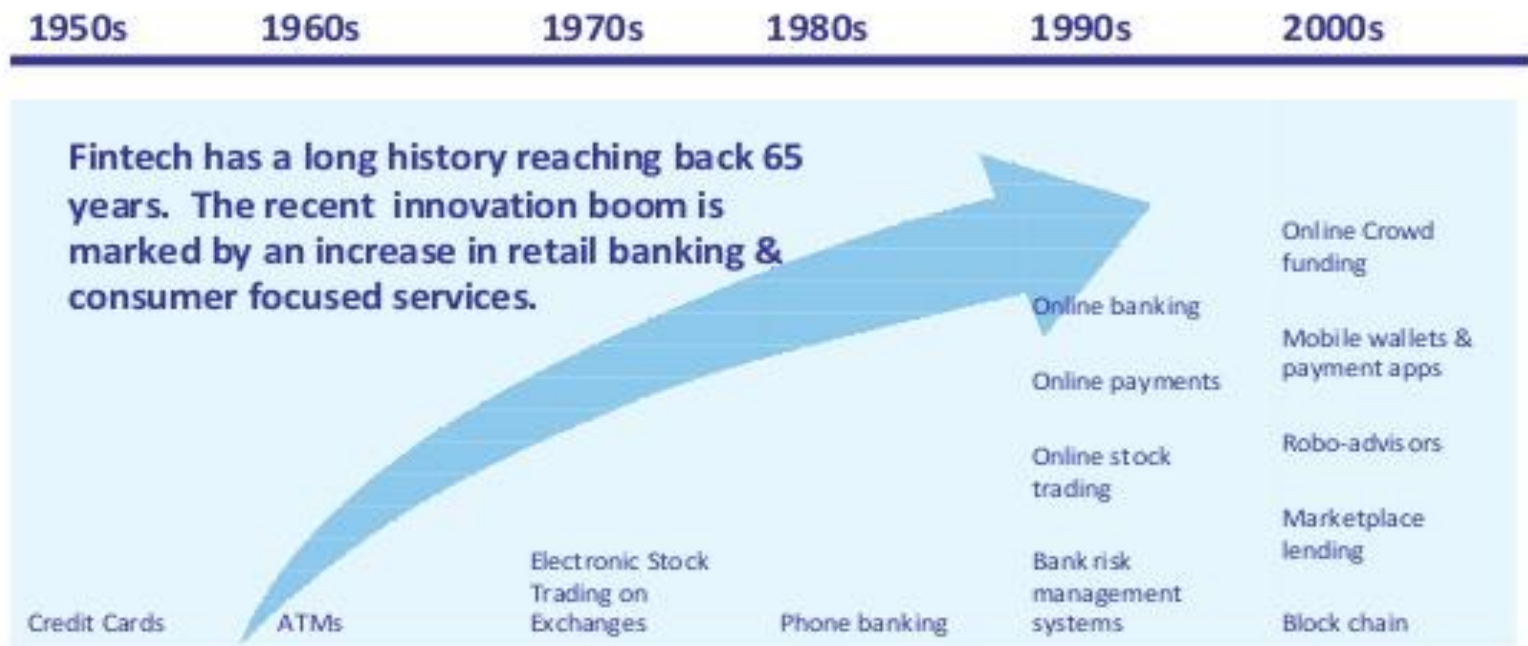 1950s 1960s 1970s 1980s 1990s 2000s
Fintech has a long history reaching back 65
years. The recent innovation boom is
marked by an increase in retail banking &
consumer focused services.
Credit Cards
ATMs
Electronic Stock
Trading on
Exchanges
Phone banking
Online banking
Online payments
Online stock
trading
Bank risk
management
systems
Online Crowd
funding
Mobile wallets &
payment apps
Robo-advisors
Marketplace
lending
Block chain